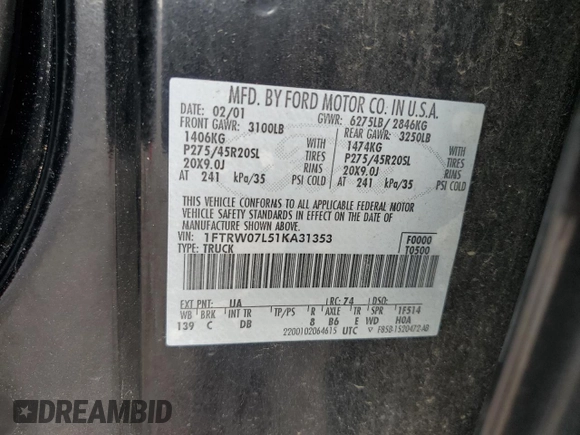 MFD. BY FORD MOTOR CO. IN U.S.A.
DATE: 02/01 GVWR: 6275LB / 2846KG
FRONT GAWR: 3100LB REAR GAWR: 3250LB
1406KG WITH 1474KG WITH
P275/45R20SL TIRES P275/45R20SL TIRES
20X9.0J RIMS 20X9.0J RIMS
AT 241 kPa/35 PSI COLD AT 241 kPa/35 PSI COLD
THIS VEHICLE CONFORMS TO ALL APPLICABLE FEDERAL MOTOR
VEHICLE SAFETY STANDARDS IN EFFECT ON THE DATE OF
MANUFACTURE SHOWN ABOVE.
VIN: 1FTRW07L51KA31353 F0000
TYPE: TRUCK T0500
EXT PNT: UA RC: 74 DSO:
WB BRK INT TR TP/PS R AXLE TR SPR 1F514
139 C DB 8 B6 E WD H0A
2200102064615 UTC F85B-1520472-AB
DREAMBID